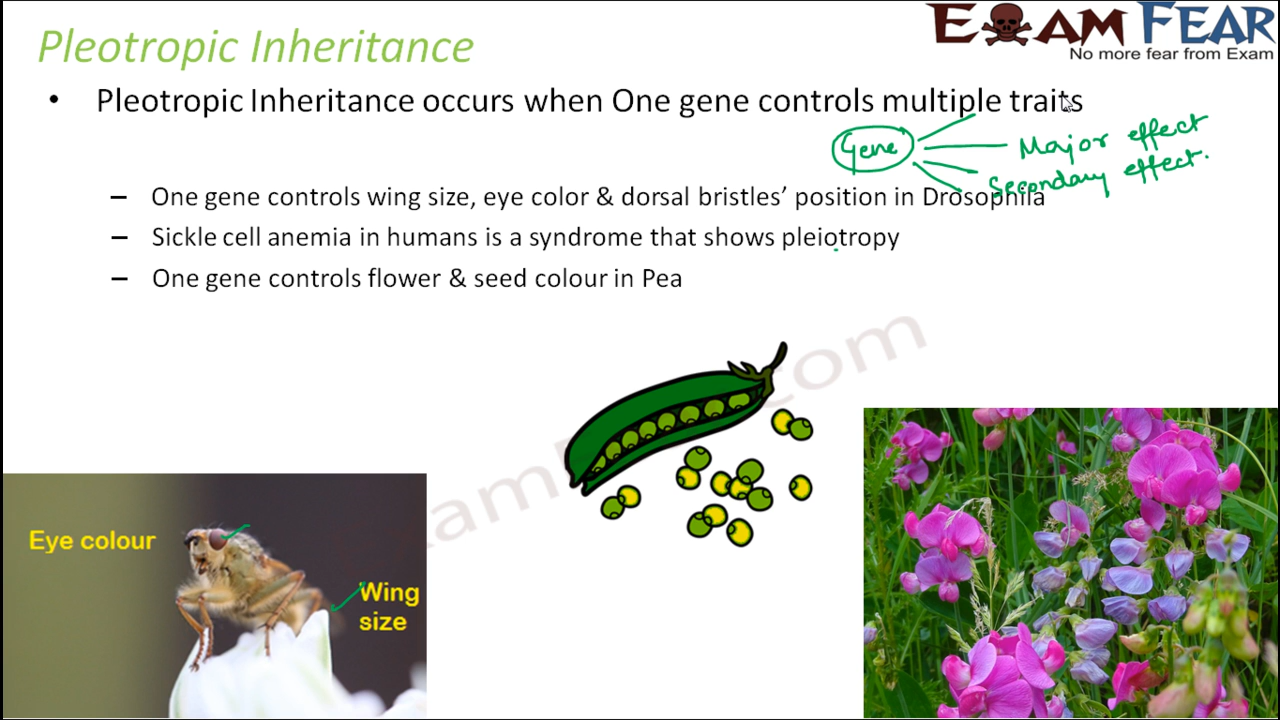 Pleotropic Inheritance
EXAM FEAR
No more fear from Exam
• Pleotropic Inheritance occurs when One gene controls multiple traits
Gene
Major effect
Secondary effect.
– One gene controls wing size, eye color & dorsal bristles’ position in Drosophila
– Sickle cell anemia in humans is a syndrome that shows pleiotropy
– One gene controls flower & seed colour in Pea
Eye colour
Wing
size